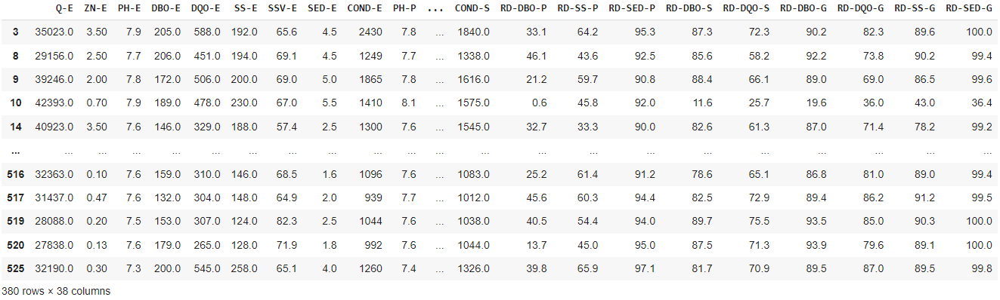 Q-E ZN-E PH-E DBO-E DQO-E SS-E SSV-E SED-E COND-E PH-P ... COND-S RD-DBO-P RD-SS-P RD-SED-P RD-DBO-S RD-DQO-S RD-DBO-G RD-DQO-G RD-SS-G RD-SED-G
3 35023.0 3.50 7.9 205.0 588.0 192.0 65.6 4.5 2430 7.8 ... 1840.0 33.1 64.2 95.3 87.3 72.3 90.2 82.3 89.6 100.0
8 29156.0 2.50 7.7 206.0 451.0 194.0 69.1 4.5 1249 7.7 ... 1338.0 46.1 43.6 92.5 85.6 58.2 92.2 73.8 90.2 99.4
9 39246.0 2.00 7.8 172.0 506.0 200.0 69.0 5.0 1865 7.8 ... 1616.0 21.2 59.7 90.8 88.4 66.1 89.0 69.0 86.5 99.6
10 42393.0 0.70 7.9 189.0 478.0 230.0 67.0 5.5 1410 8.1 ... 1575.0 0.6 45.8 92.0 11.6 25.7 19.6 36.0 43.0 36.4
14 40923.0 3.50 7.6 146.0 329.0 188.0 57.4 2.5 1300 7.6 ... 1545.0 32.7 33.3 90.0 82.6 61.3 87.0 71.4 78.2 99.2
... ... ... ... ... ... ... ... ... ... ... ... ... ... ... ... ... ... ... ... ... ...
516 32363.0 0.10 7.6 159.0 310.0 146.0 68.5 1.6 1096 7.6 ... 1083.0 25.2 61.4 91.2 78.6 65.1 86.8 81.0 89.0 99.4
517 31437.0 0.47 7.6 132.0 304.0 148.0 64.9 2.0 939 7.7 ... 1012.0 45.6 60.3 94.4 82.5 72.9 89.4 86.2 91.2 99.5
519 28088.0 0.20 7.5 153.0 307.0 124.0 82.3 2.5 1044 7.6 ... 1038.0 40.5 54.4 94.0 89.7 75.5 93.5 85.0 90.3 100.0
520 27838.0 0.13 7.6 179.0 265.0 128.0 71.9 1.8 992 7.6 ... 1044.0 13.7 45.0 95.0 87.5 71.3 93.9 79.6 89.1 100.0
525 32190.0 0.30 7.3 200.0 545.0 258.0 65.1 4.0 1260 7.4 ... 1326.0 39.8 65.9 97.1 81.7 70.9 89.5 87.0 89.5 99.8
380 rows × 38 columns